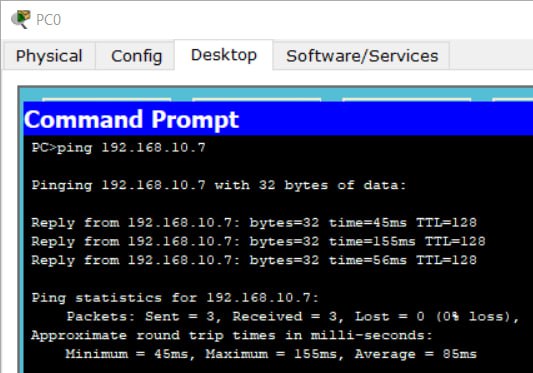 PC0
Physical Config Desktop Software/Services
Command Prompt
PC>ping 192.168.10.7
Pinging 192.168.10.7 with 32 bytes of data:
Reply from 192.168.10.7: bytes=32 time=45ms TTL=128
Reply from 192.168.10.7: bytes=32 time=155ms TTL=128
Reply from 192.168.10.7: bytes=32 time=56ms TTL=128
Ping statistics for 192.168.10.7:
Packets: Sent = 3, Received = 3, Lost = 0 (0% loss),
Approximate round trip times in milli-seconds:
Minimum = 45ms, Maximum = 155ms, Average = 85ms